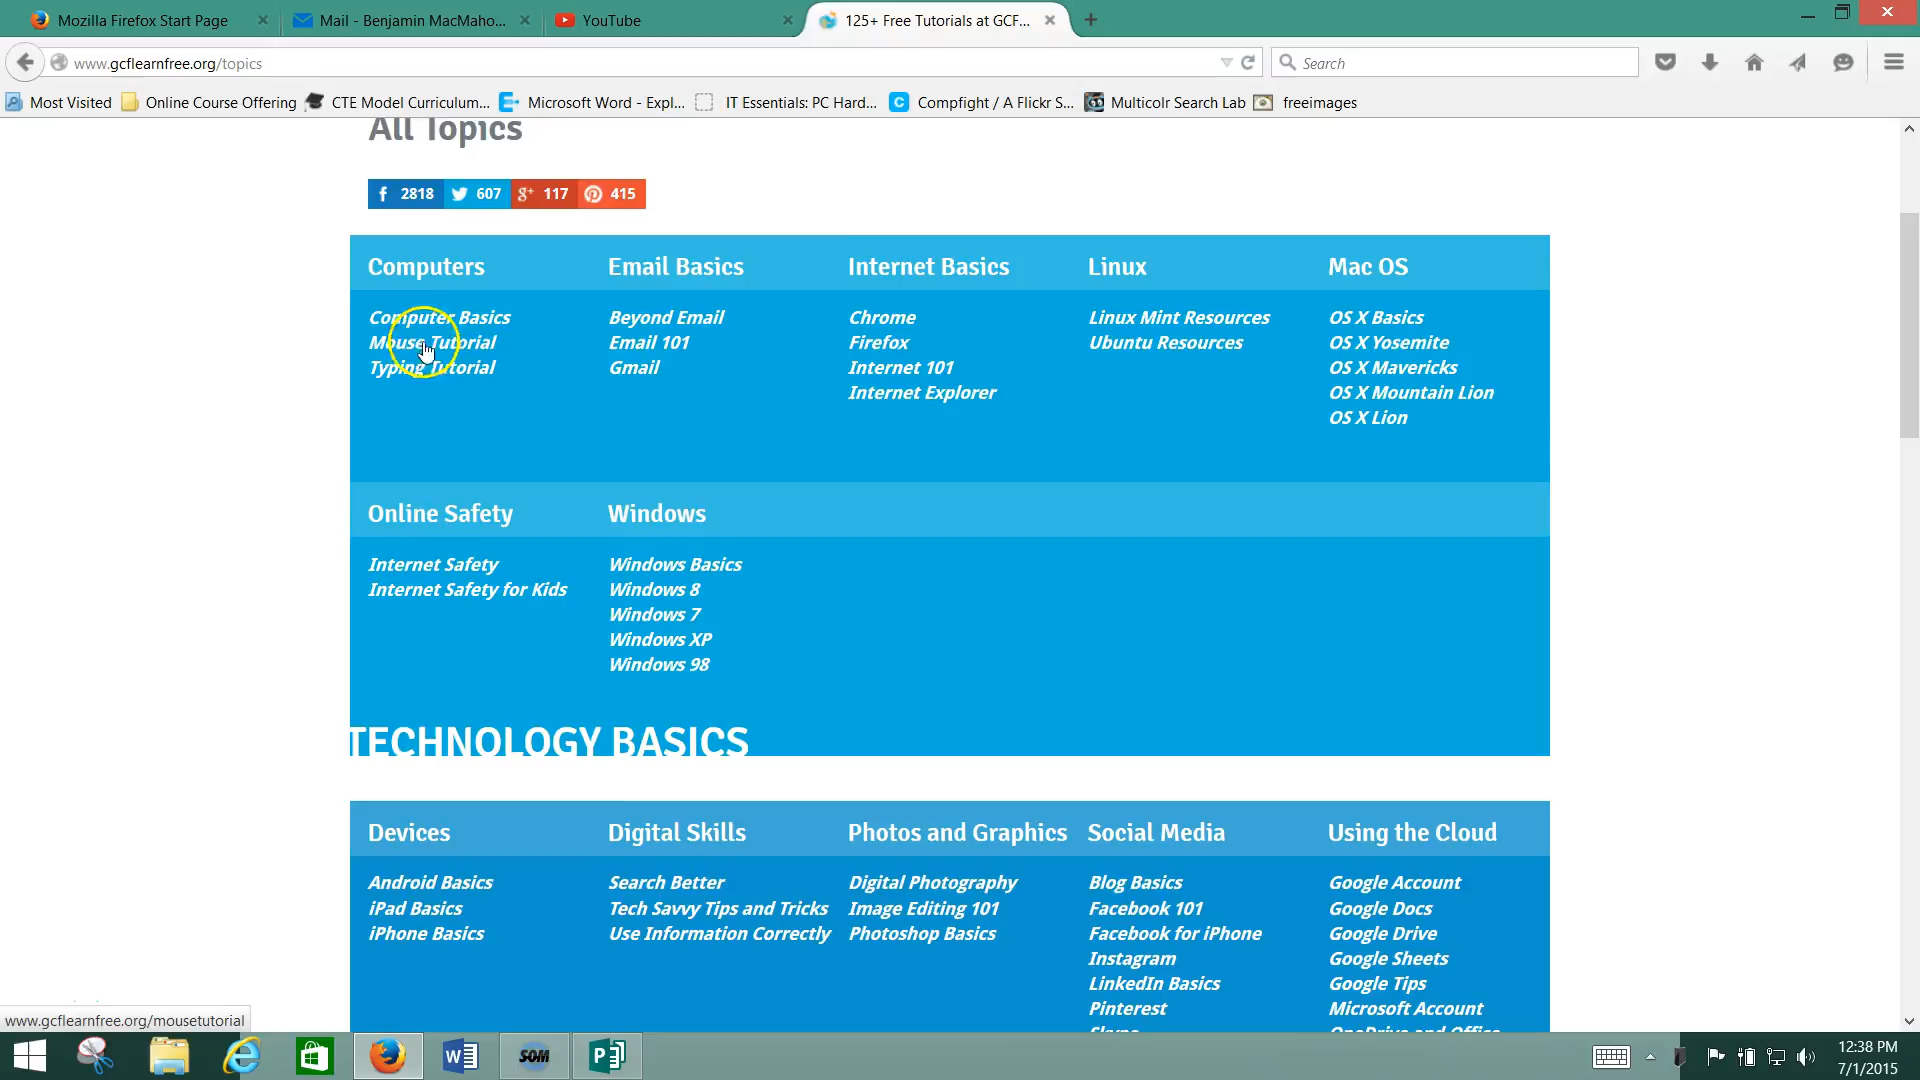 Mozilla Firefox Start Page
Mail - Benjamin MacMaho...
YouTube
125+ Free Tutorials at GCF...
www.gcflearnfree.org/topics
Search
Most Visited
Online Course Offering
CTE Model Curriculum...
Microsoft Word - Expl...
IT Essentials: PC Hard...
Compfight / A Flickr S...
Multicolr Search Lab
freeimages
All Topics
2818
607
117
415
Computers
Email Basics
Internet Basics
Linux
Mac OS
Computer Basics
Mouse Tutorial
Typing Tutorial
Beyond Email
Email 101
Gmail
Chrome
Firefox
Internet 101
Internet Explorer
Linux Mint Resources
Ubuntu Resources
OS X Basics
OS X Yosemite
OS X Mavericks
OS X Mountain Lion
OS X Lion
Online Safety
Windows
Internet Safety
Internet Safety for Kids
Windows Basics
Windows 8
Windows 7
Windows XP
Windows 98
TECHNOLOGY BASICS
Devices
Digital Skills
Photos and Graphics
Social Media
Using the Cloud
Android Basics
iPad Basics
iPhone Basics
Search Better
Tech Savvy Tips and Tricks
Use Information Correctly
Digital Photography
Image Editing 101
Photoshop Basics
Blog Basics
Facebook 101
Facebook for iPhone
Instagram
LinkedIn Basics
Pinterest
Skype
Google Account
Google Docs
Google Drive
Google Sheets
Google Tips
Microsoft Account
OneDrive and Office
www.gcflearnfree.org/mousetutorial
SOM
12:38 PM
7/1/2015